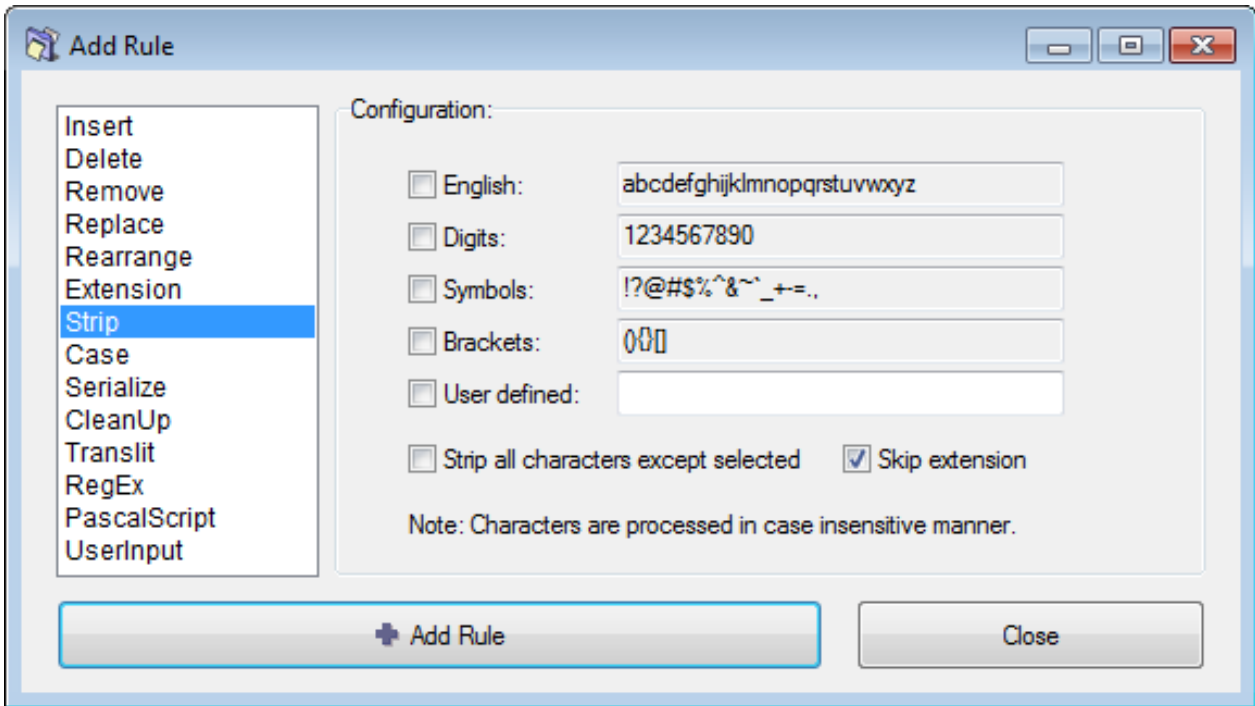 Add Rule
Insert
Delete
Remove
Replace
Rearrange
Extension
Strip
Case
Serialize
CleanUp
Translit
RegEx
PascalScript
UserInput
Configuration:
English: abcdefghijklmnopqrstuvwxyz
Digits: 1234567890
Symbols: !?@#$%^&~`_+-=.,
Brackets: (){}[]
User defined:
Strip all characters except selected Skip extension
Note: Characters are processed in case insensitive manner.
Add Rule Close